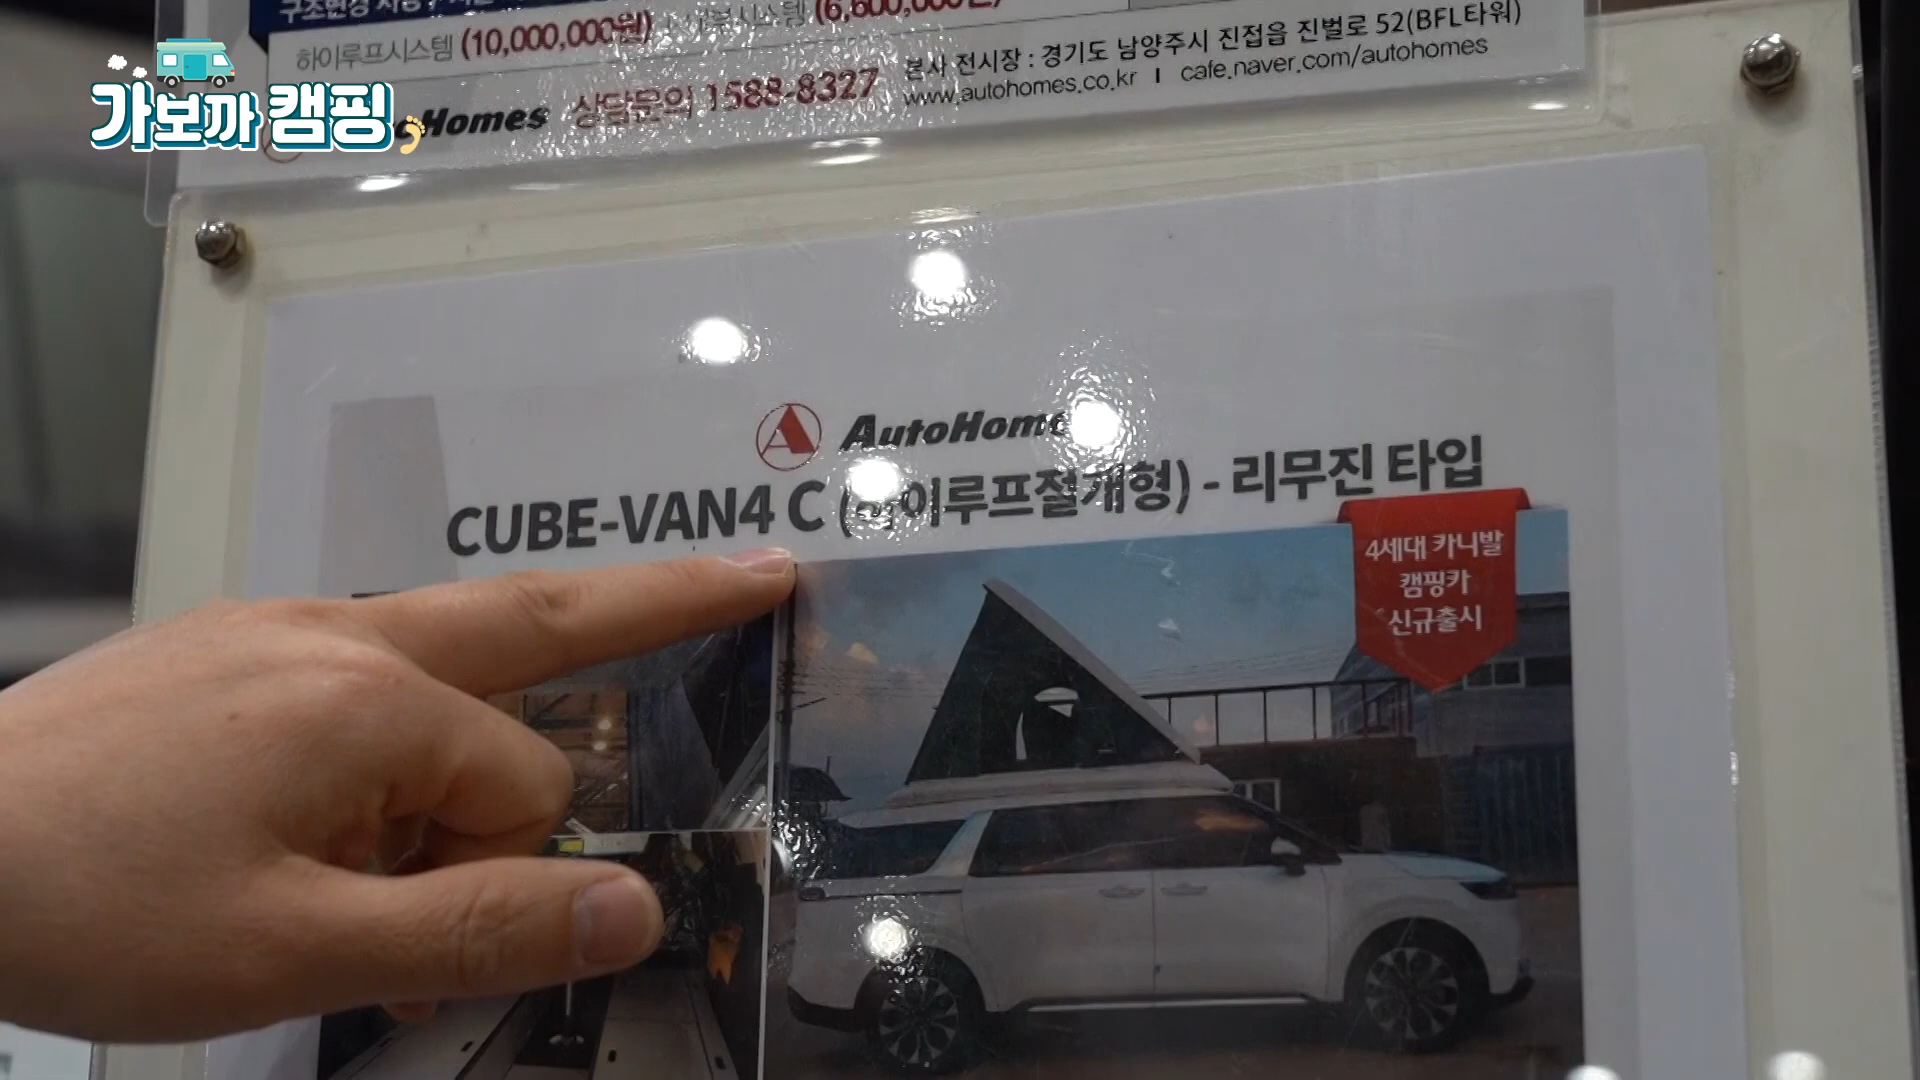 하이루프시스템 (10,000,000원)
본사 전시장 : 경기도 남양주시 진접읍 진벌로 52(BFL타워)
상담문의 1588-8327 www.autohomes.co.kr I cafe.naver.com/autohomes
가보까 캠핑
AutoHome
CUBE-VAN4 C (하이루프절개형) - 리무진 타입
4세대 카니발
캠핑카
신규출시